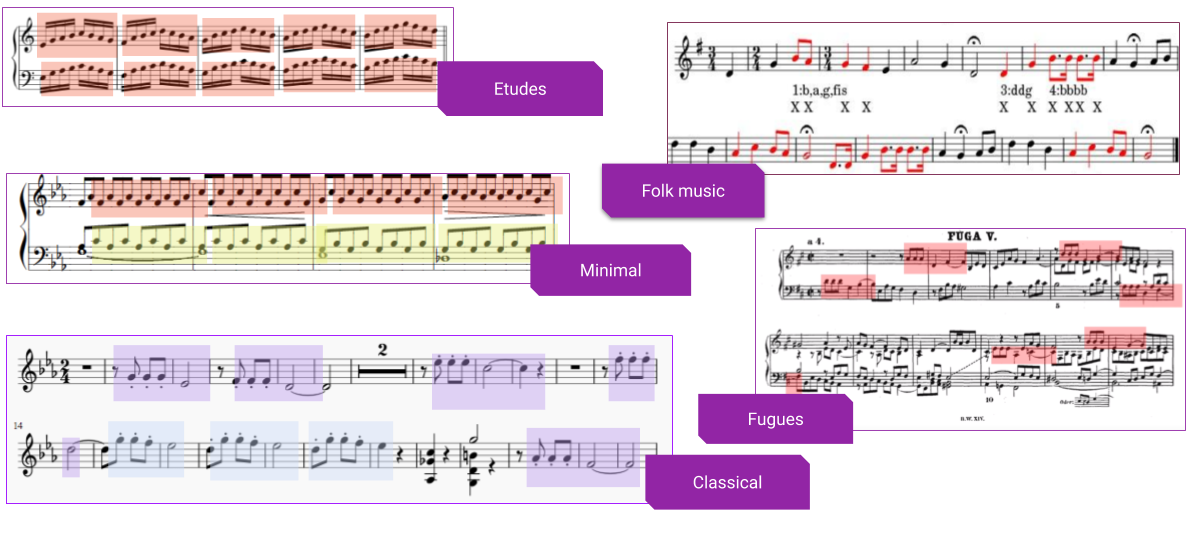 Etudes
1:b,a,g,fis 3:ddg 4:bbbb
X X X X X X X X X X
Folk music
Minimal
FUGA V.
a 4.
5
10
Oder:
B.W. XIV.
Fugues
2
14
Classical